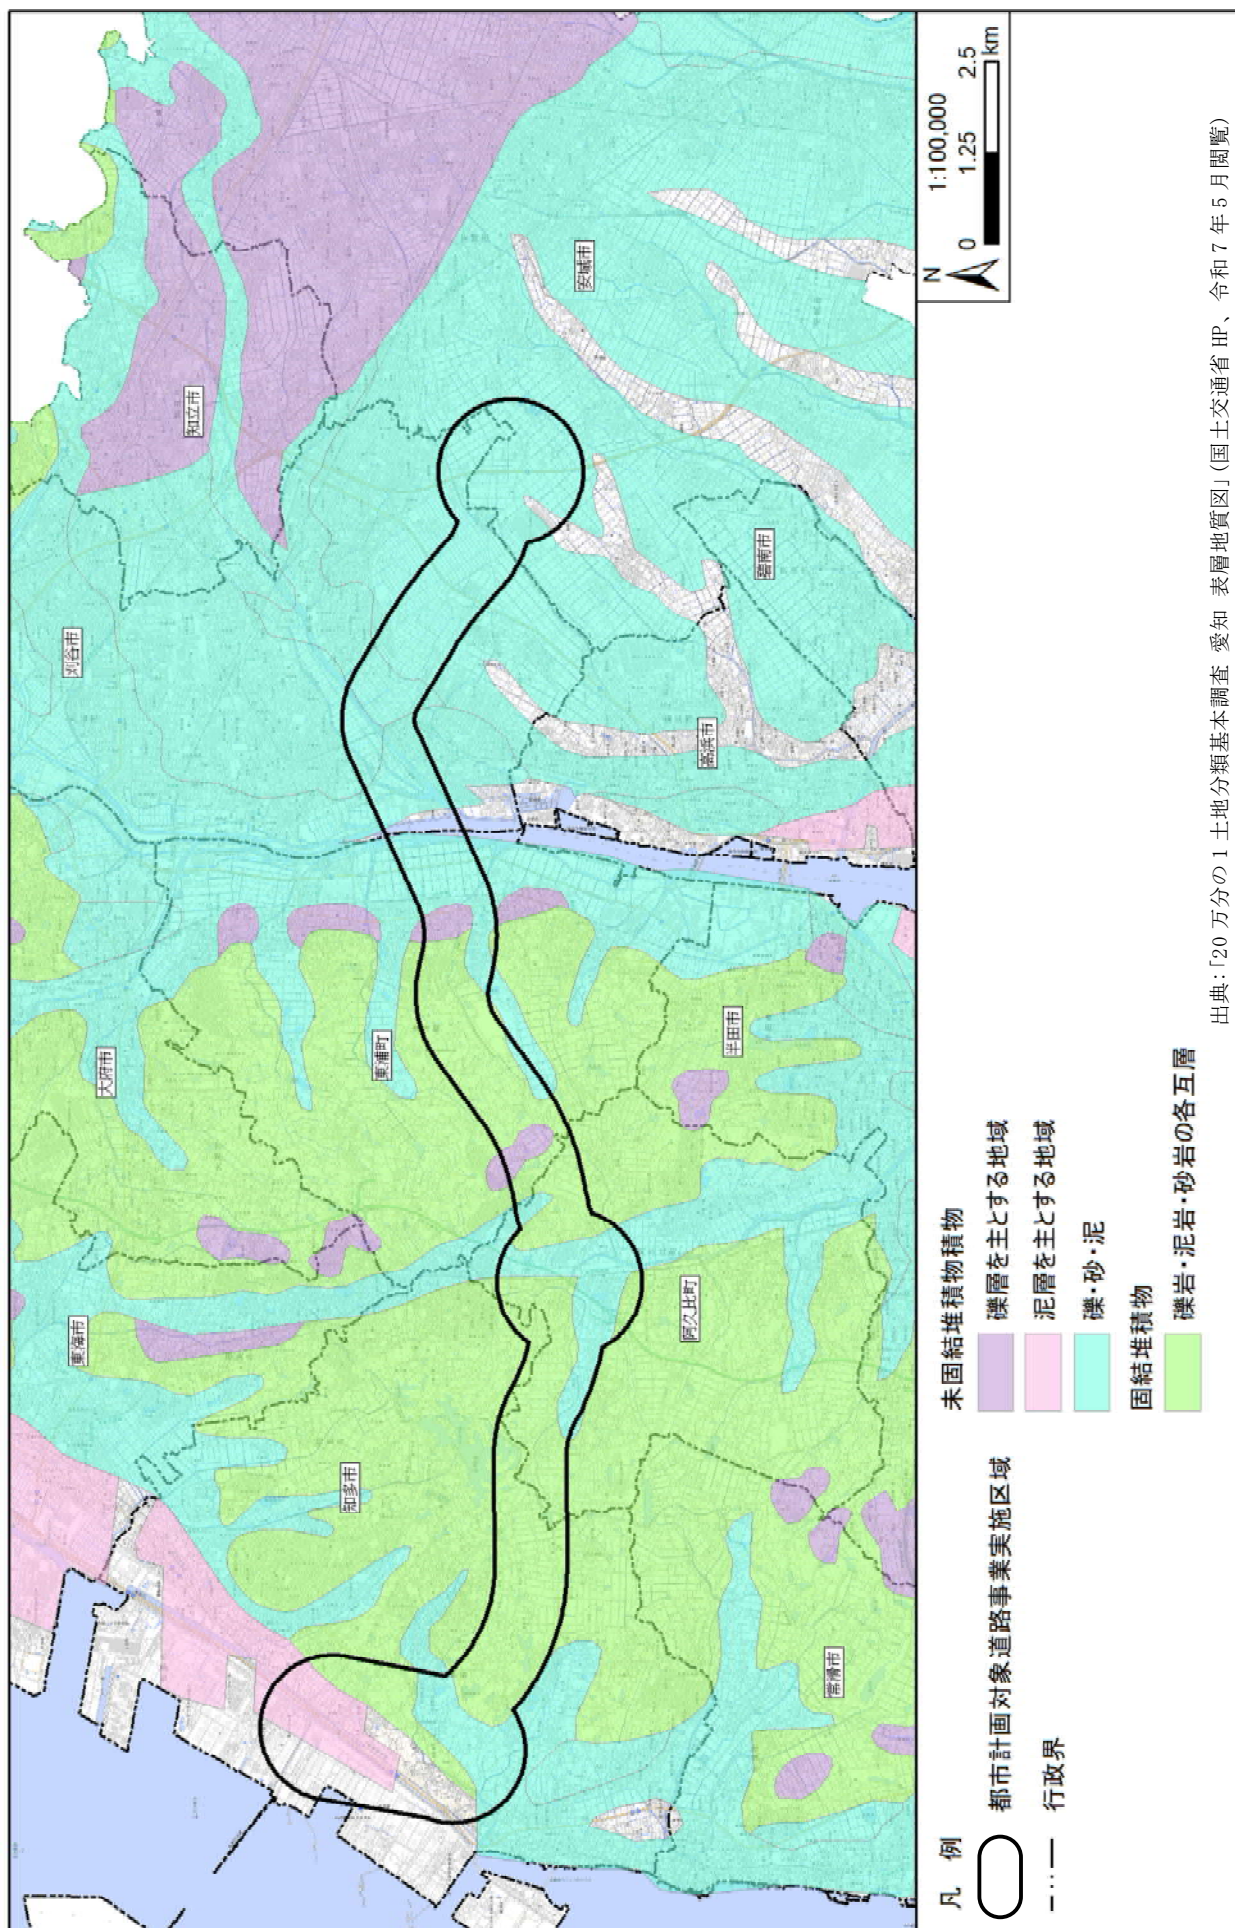 知立市
刈谷市
安城市
碧南市
高浜市
大府市
東浦町
半田市
東海市
阿久比町
知多市
常滑市
N
1:100,000
0 1.25 2.5 km
凡 例
都市計画対象道路事業実施区域
行政界
未固結堆積物積物
礫層を主とする地域
泥層を主とする地域
礫・砂・泥
固結堆積物
礫岩・泥岩・砂岩の各互層
出典：「20 万分の 1 土地分類基本調査 愛知 表層地質図」（国土交通省 HP、令和 7 年 5 月閲覧）